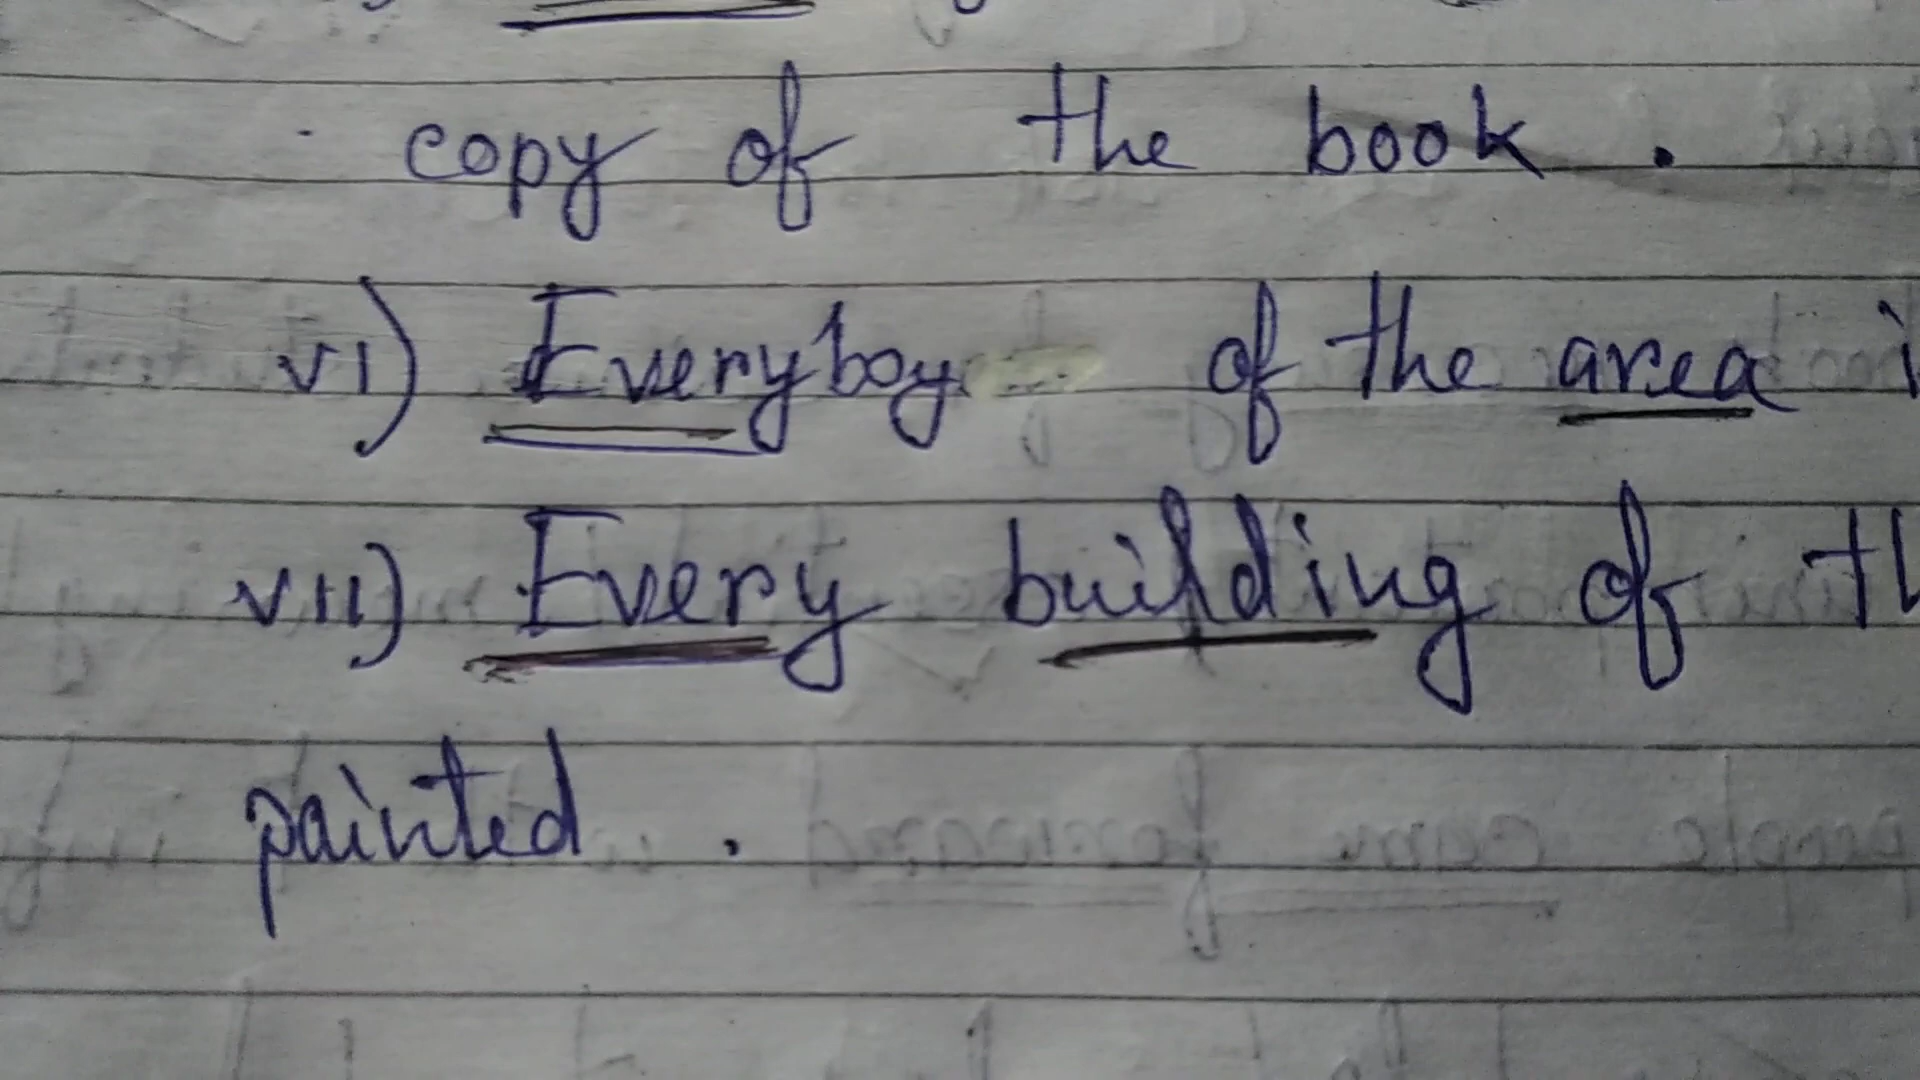 copy of the book .
vi) Everyboy of the area
vii) Every building of
painted .